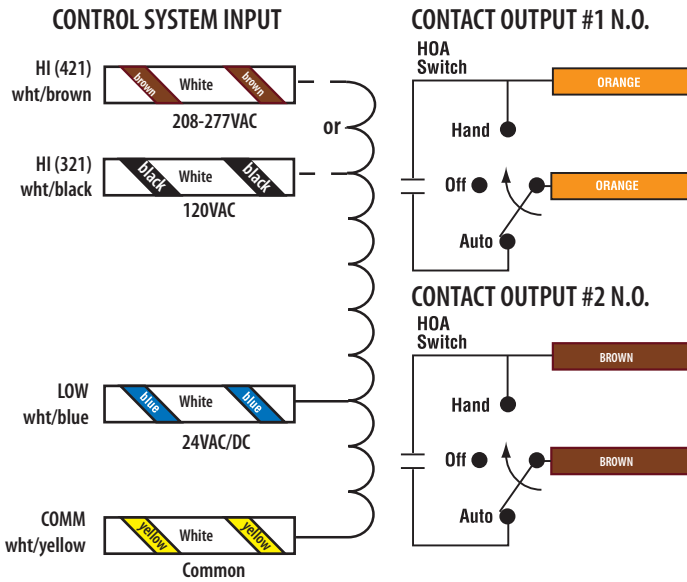 CONTROL SYSTEM INPUT
HI (421)
wht/brown
brown
White
brown
208-277VAC
or
HI (321)
wht/black
black
White
black
120VAC
LOW
wht/blue
blue
White
blue
24VAC/DC
COMM
wht/yellow
yellow
White
yellow
Common
CONTACT OUTPUT #1 N.O.
HOA
Switch
ORANGE
Hand
Off
ORANGE
Auto
CONTACT OUTPUT #2 N.O.
HOA
Switch
BROWN
Hand
Off
BROWN
Auto